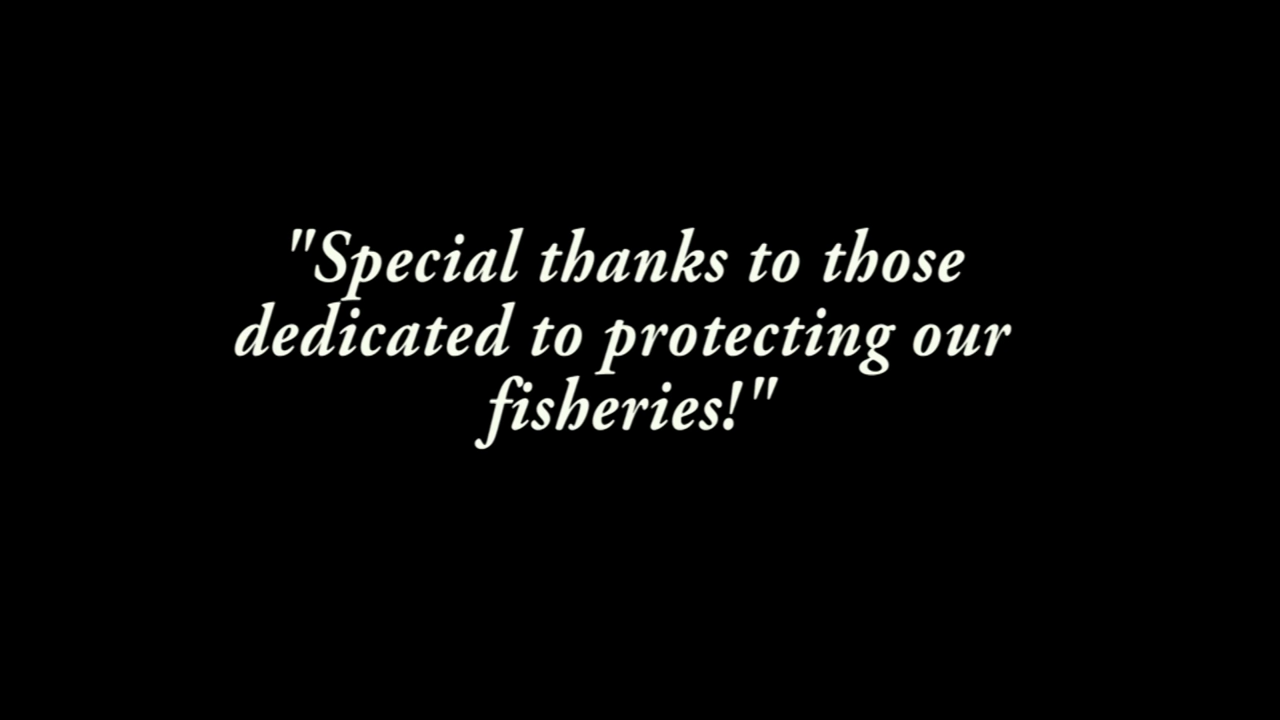 "Special thanks to those
dedicated to protecting our
fisheries!"